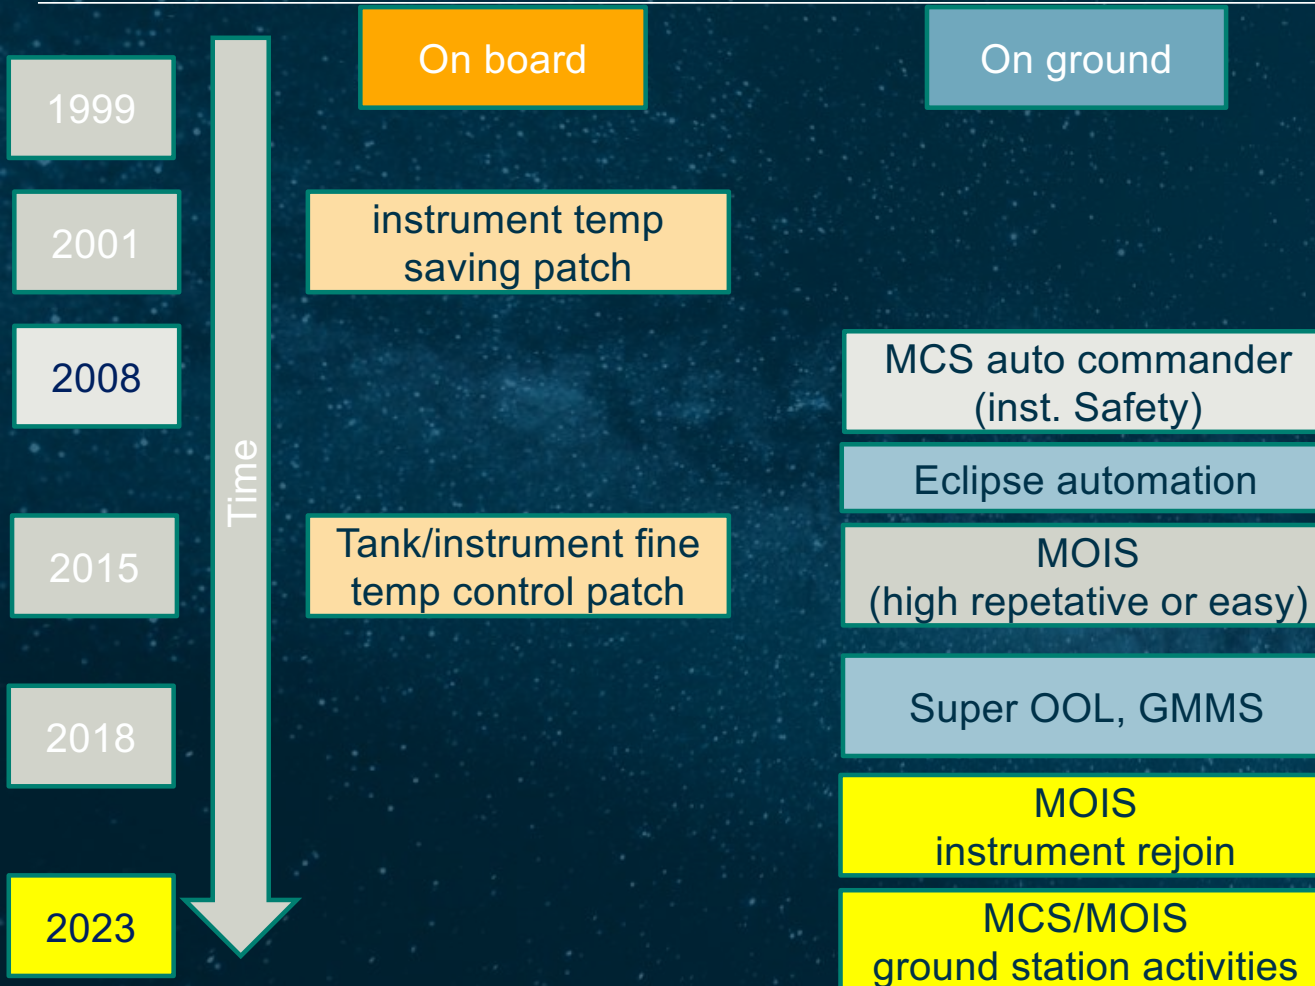 On board
On ground
1999
2001
instrument temp
saving patch
2008
MCS auto commander
(inst. Safety)
Time
Eclipse automation
2015
Tank/instrument fine
temp control patch
MOIS
(high repetative or easy)
2018
Super OOL, GMMS
MOIS
instrument rejoin
2023
MCS/MOIS
ground station activities